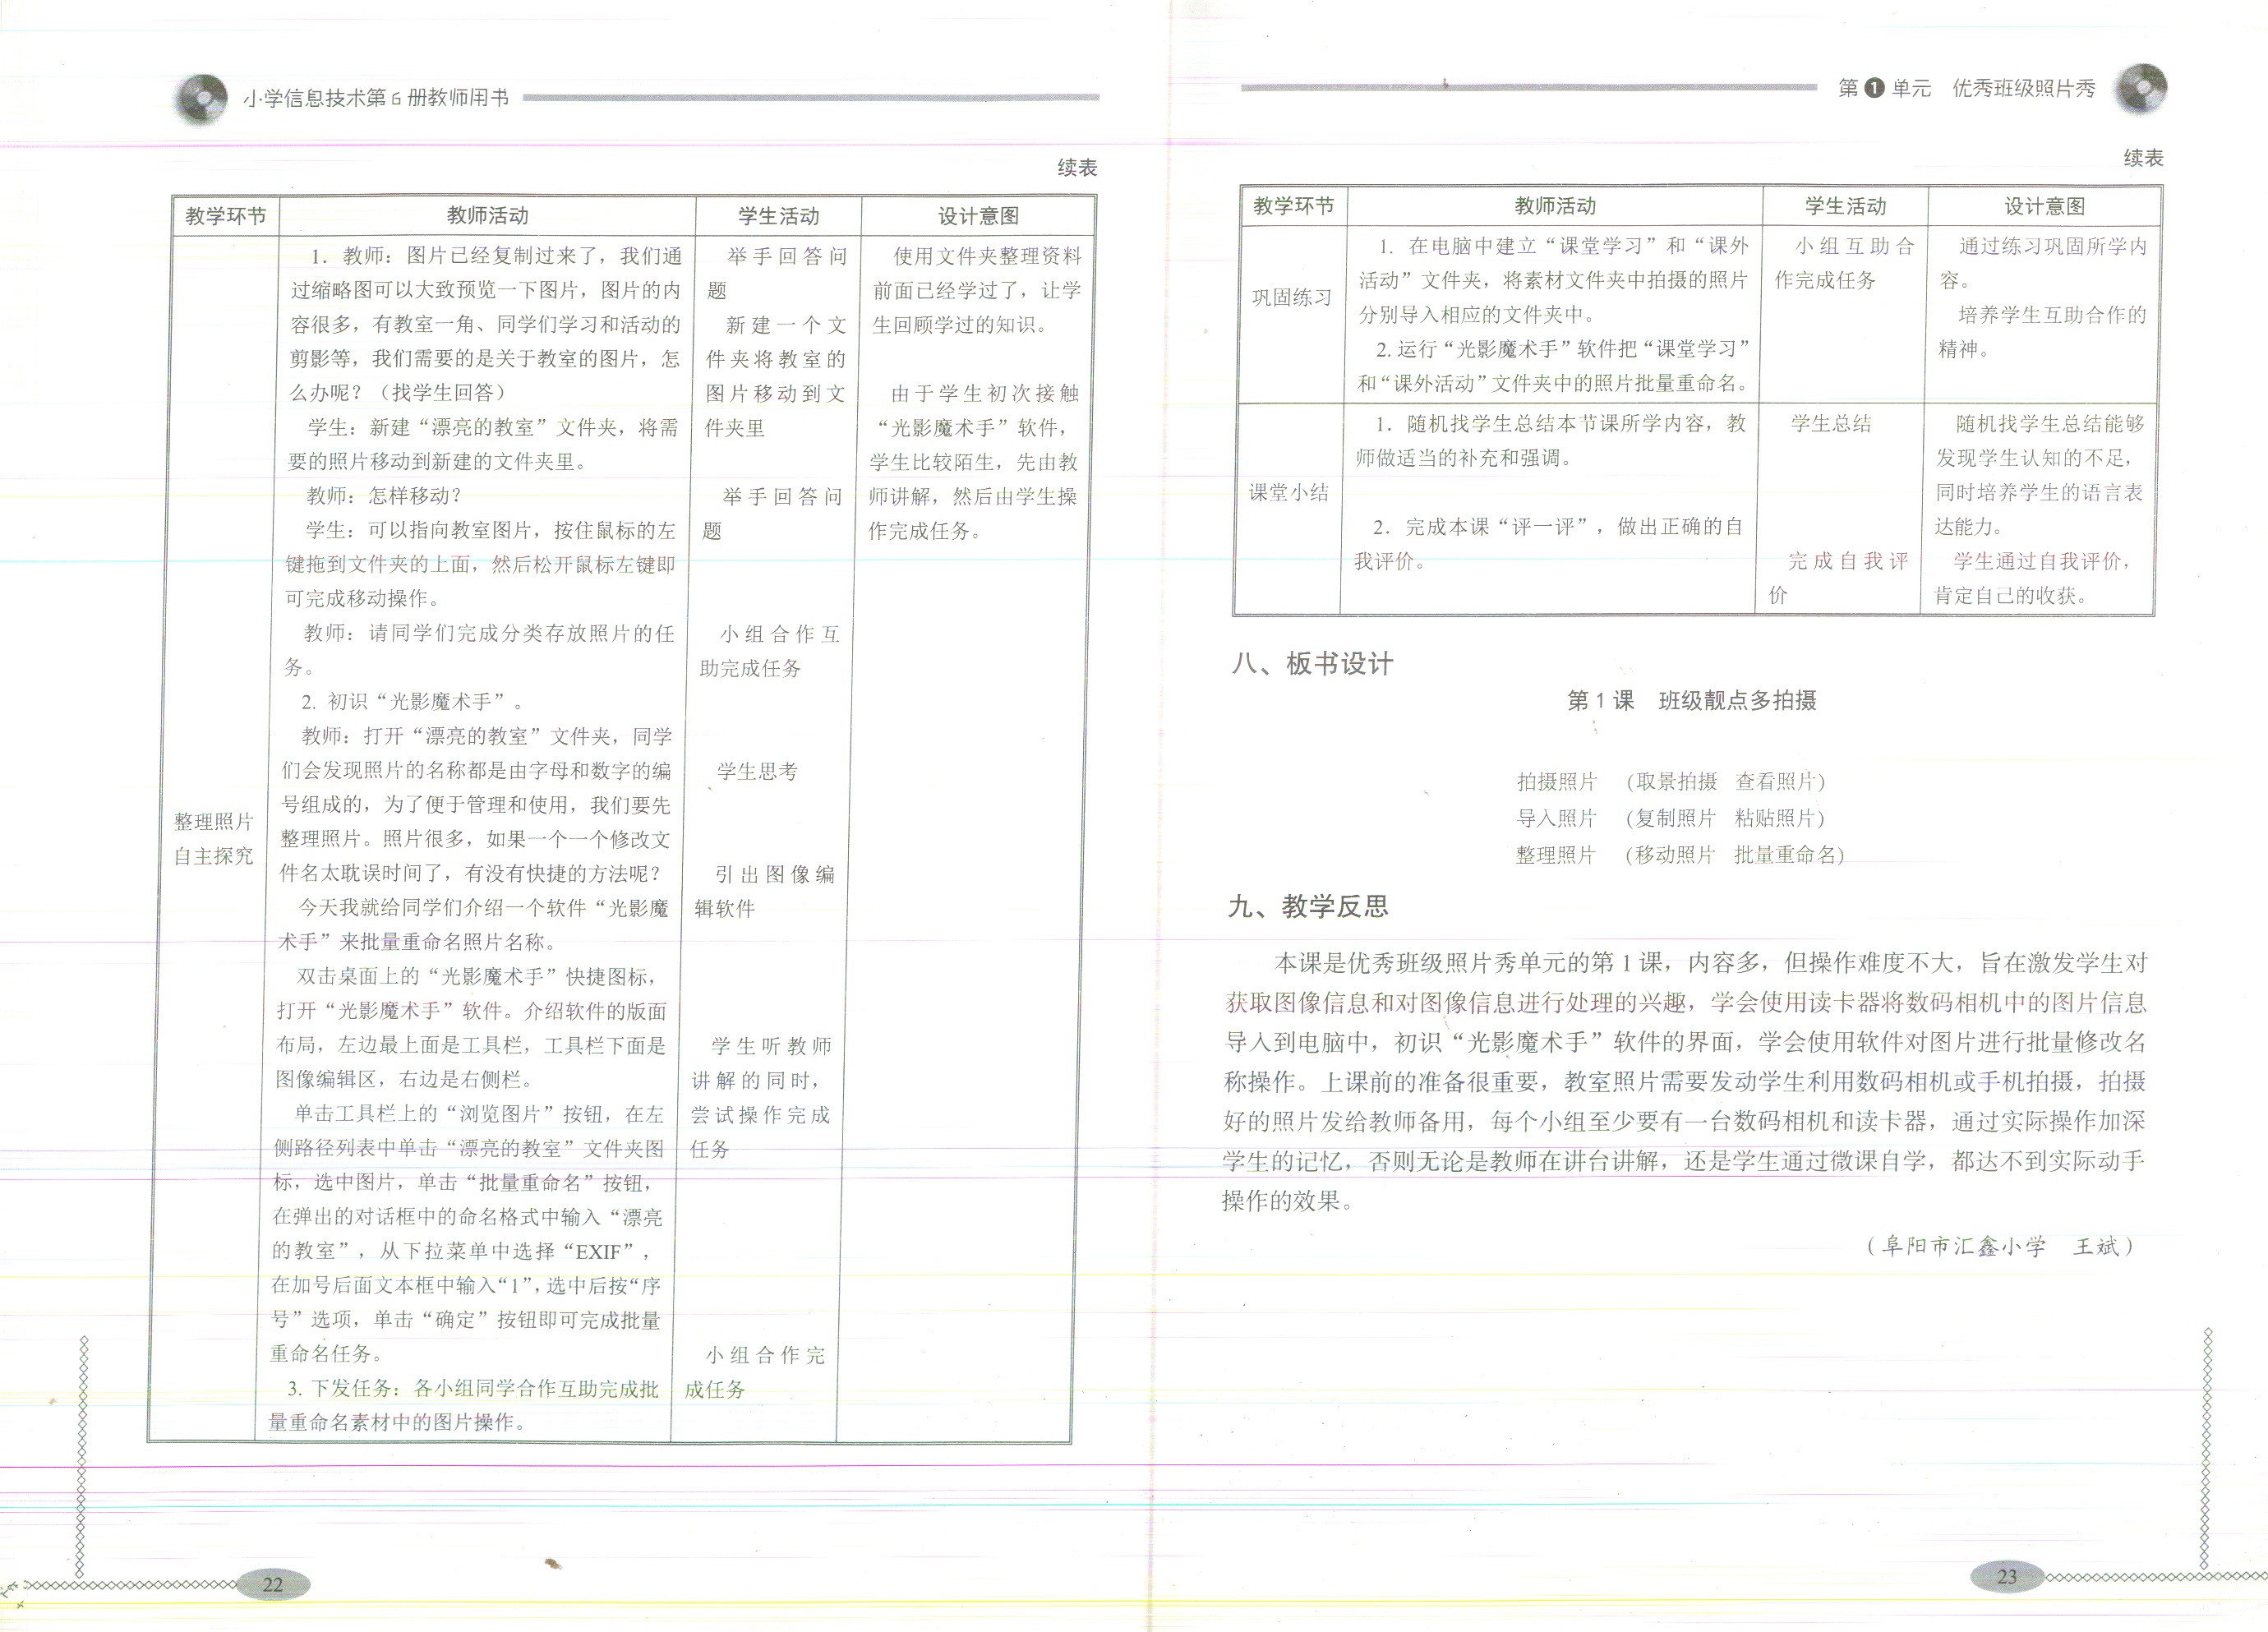 小学信息技术第6册教师用书
续表
教学环节
教师活动
学生活动
设计意图
整理照片
自主探究
1. 教师：图片已经复制过来了，我们通
过缩略图可以大致预览一下图片，图片的内
容很多，有教室一角、同学们学习和活动的
剪影等，我们需要的是关于教室的图片，怎
么办呢？（找学生回答）
学生：新建“漂亮的教室”文件夹，将需
要的照片移动到新建的文件夹里。
教师：怎样移动？
学生：可以指向教室图片，按住鼠标的左
键拖到文件夹的上面，然后松开鼠标左键即
可完成移动操作。
教师：请同学们完成分类存放照片的任
务。
2. 初识“光影魔术手”。
教师：打开“漂亮的教室”文件夹，同学
们会发现照片的名称都是由字母和数字的编
号组成的，为了便于管理和使用，我们要先
整理照片。照片很多，如果一个一个修改文
件名太耽误时间了，有没有快捷的方法呢？
今天我就给同学们介绍一个软件“光影魔
术手”来批量重命名照片名称。
双击桌面上的“光影魔术手”快捷图标，
打开“光影魔术手”软件。介绍软件的版面
布局，左边最上面是工具栏，工具栏下面是
图像编辑区，右边是右侧栏。
单击工具栏上的“浏览图片”按钮，在左
侧路径列表中单击“漂亮的教室”文件夹图
标，选中图片，单击“批量重命名”按钮，
在弹出的对话框中的命名格式中输入“漂亮
的教室”，从下拉菜单中选择“EXIF”，
在加号后面文本框中输入“1”，选中后按“序
号”选项，单击“确定”按钮即可完成批量
重命名任务。
3. 下发任务：各小组同学合作互助完成批
量重命名素材中的图片操作。
举手回答问
题
新建一个文
件夹将教室的
图片移动到文
件夹里
举手回答问
题
小组合作互
助完成任务
学生思考
引出图像编
辑软件
学生听教师
讲解的同时，
尝试操作完成
任务
小组合作完
成任务
使用文件夹整理资料
前面已经学过了，让学
生回顾学过的知识。
由于学生初次接触
“光影魔术手”软件，
学生比较陌生，先由教
师讲解，然后由学生操
作完成任务。
22
第1单元 优秀班级照片秀
续表
教学环节
教师活动
学生活动
设计意图
巩固练习
1. 在电脑中建立“课堂学习”和“课外
活动”文件夹，将素材文件夹中拍摄的照片
分别导入相应的文件夹中。
2. 运行“光影魔术手”软件把“课堂学习”
和“课外活动”文件夹中的照片批量重命名。
小组互助合
作完成任务
通过练习巩固所学内
容。
培养学生互助合作的
精神。
课堂小结
1. 随机找学生总结本节课所学内容，教
师做适当的补充和强调。
2. 完成本课“评一评”，做出正确的自
我评价。
学生总结
完成自我评
价
随机找学生总结能够
发现学生认知的不足，
同时培养学生的语言表
达能力。
学生通过自我评价，
肯定自己的收获。
八、板书设计
第1课 班级靓点多拍摄
拍摄照片 （取景拍摄 查看照片）
导入照片 （复制照片 粘贴照片）
整理照片 （移动照片 批量重命名）
九、教学反思
本课是优秀班级照片秀单元的第1课，内容多，但操作难度不大，旨在激发学生对
获取图像信息和对图像信息进行处理的兴趣，学会使用读卡器将数码相机中的图片信息
导入到电脑中，初识“光影魔术手”软件的界面，学会使用软件对图片进行批量修改名
称操作。上课前的准备很重要，教室照片需要发动学生利用数码相机或手机拍摄，拍摄
好的照片发给教师备用，每个小组至少要有一台数码相机和读卡器，通过实际操作加深
学生的记忆，否则无论是教师在讲台讲解，还是学生通过微课自学，都达不到实际动手
操作的效果。
（阜阳市汇鑫小学 王斌）
23